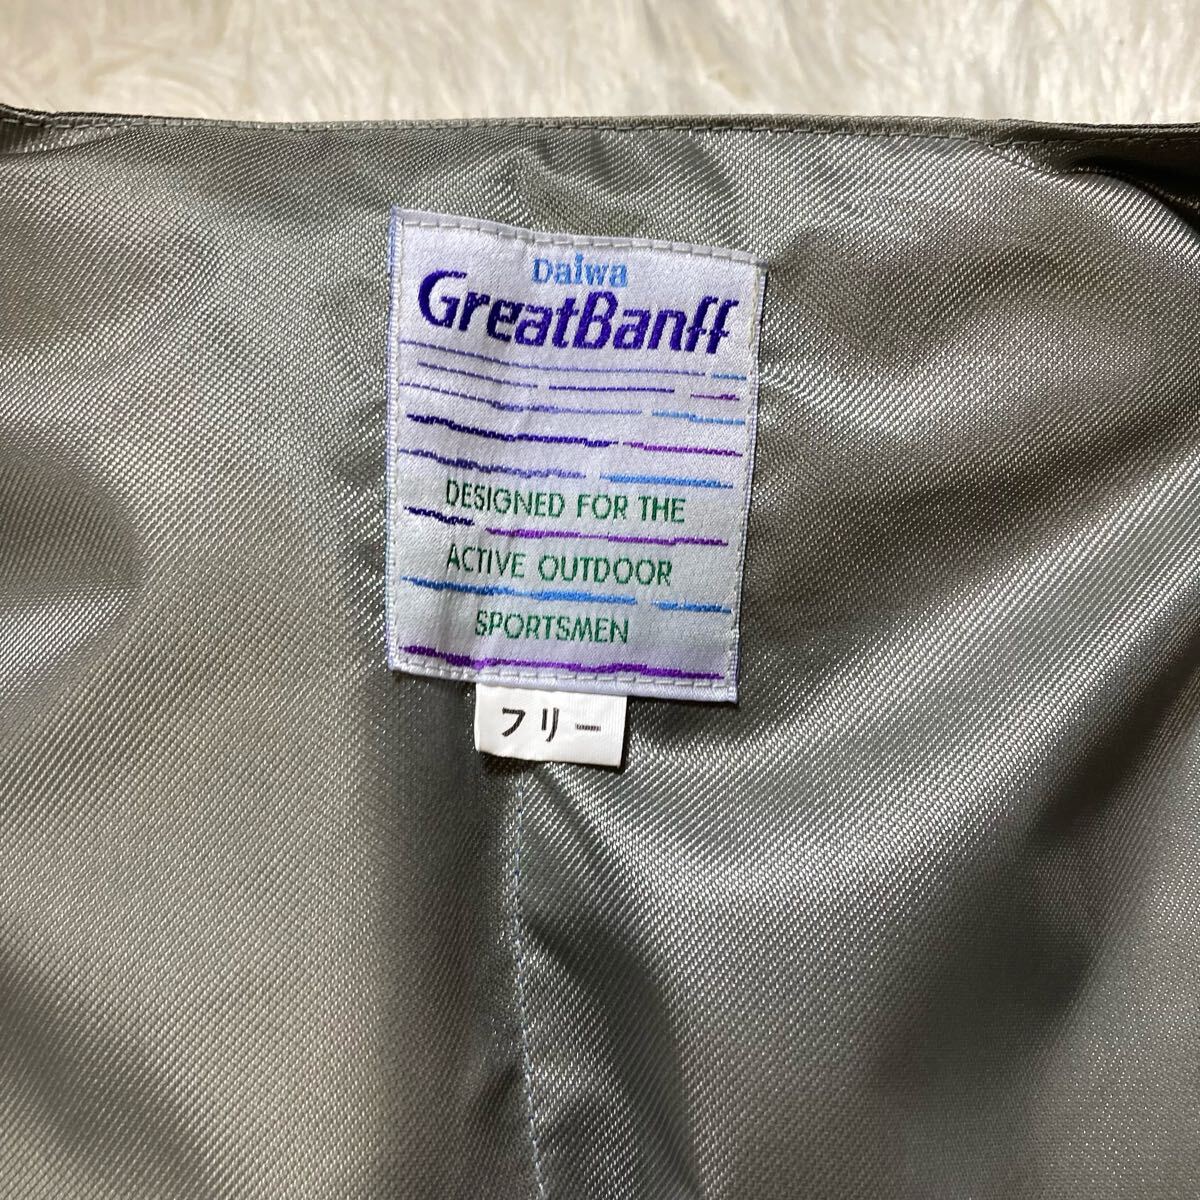 Daiwa
GreatBanff
DESIGNED FOR THE
ACTIVE OUTDOOR
SPORTSMEN
フリー